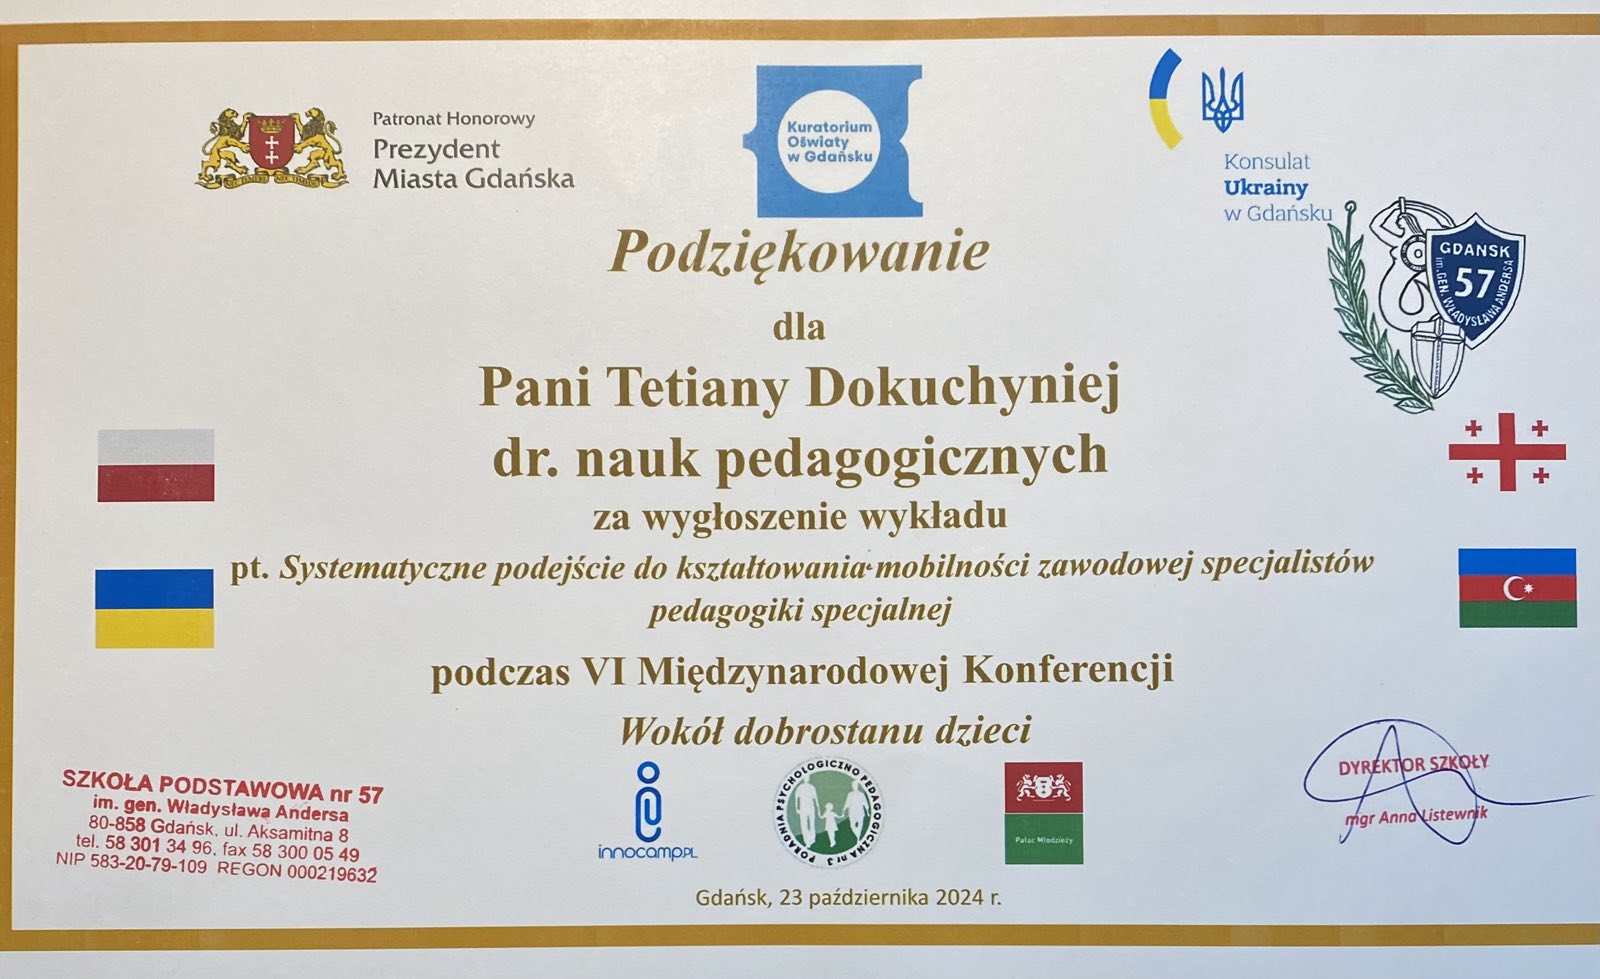 Patronat Honorowy
Prezydent
Miasta Gdańska
Kuratorium
Oświaty
w Gdańsku
Konsulat
Ukrainy
w Gdańsku
GDAŃSK
57
im. GEN. WŁADYSŁAWA ANDERSA
Podziękowanie
dla
Pani Tetiany Dokuchyniej
dr. nauk pedagogicznych
za wygłoszenie wykładu
pt. Systematyczne podejście do kształtowania mobilności zawodowej specjalistów
pedagogiki specjalnej
podczas VI Międzynarodowej Konferencji
Wokół dobrostanu dzieci
SZKOŁA PODSTAWOWA nr 57
im. gen. Władysława Andersa
80-858 Gdańsk, ul. Aksamitna 8
tel. 58 301 34 96, fax 58 300 05 49
NIP 583-20-79-109 REGON 000219632
innocamp.PL
PORADNIA PSYCHOLOGICZNO PEDAGOGICZNA nr 3
Pałac Młodzieży
DYREKTOR SZKOŁY
mgr Anna Listewnik
Gdańsk, 23 października 2024 r.